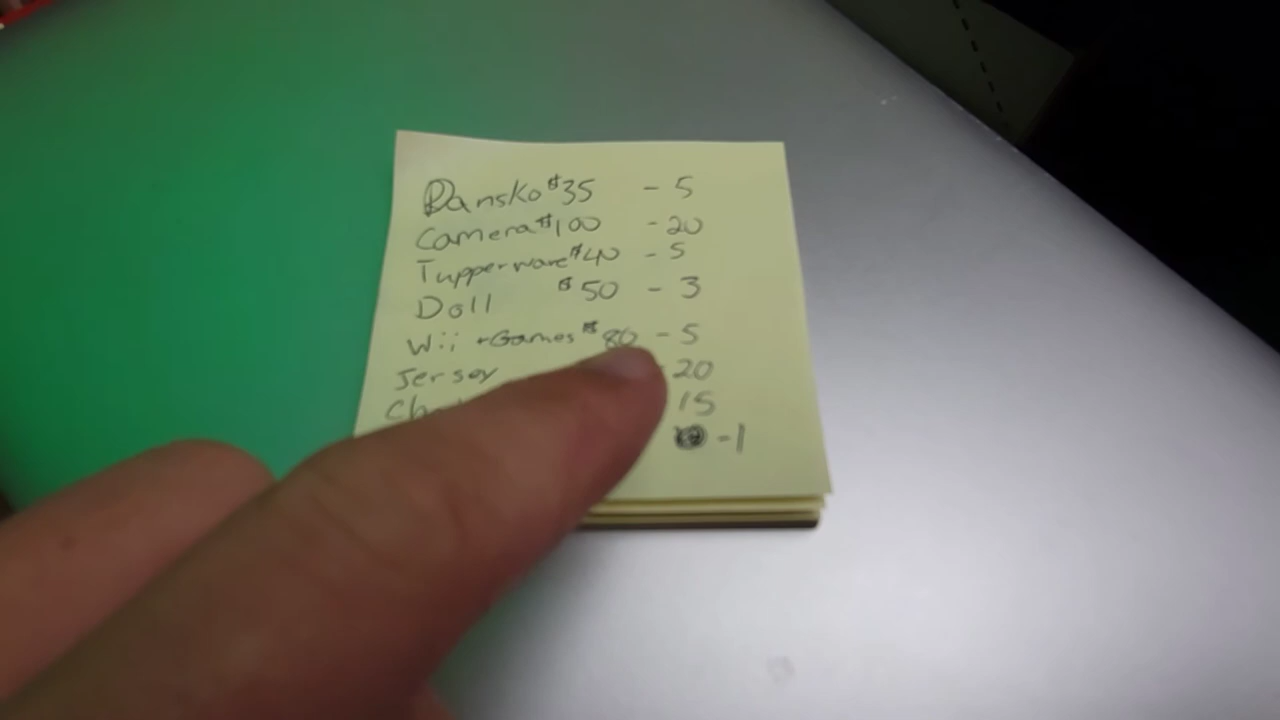 Dansko $35 - 5
Camera $100 - 20
Tupperware $40 - 5
Doll $50 - 3
Wii + Games $80 - 5
Jersey - 20
15
- 1